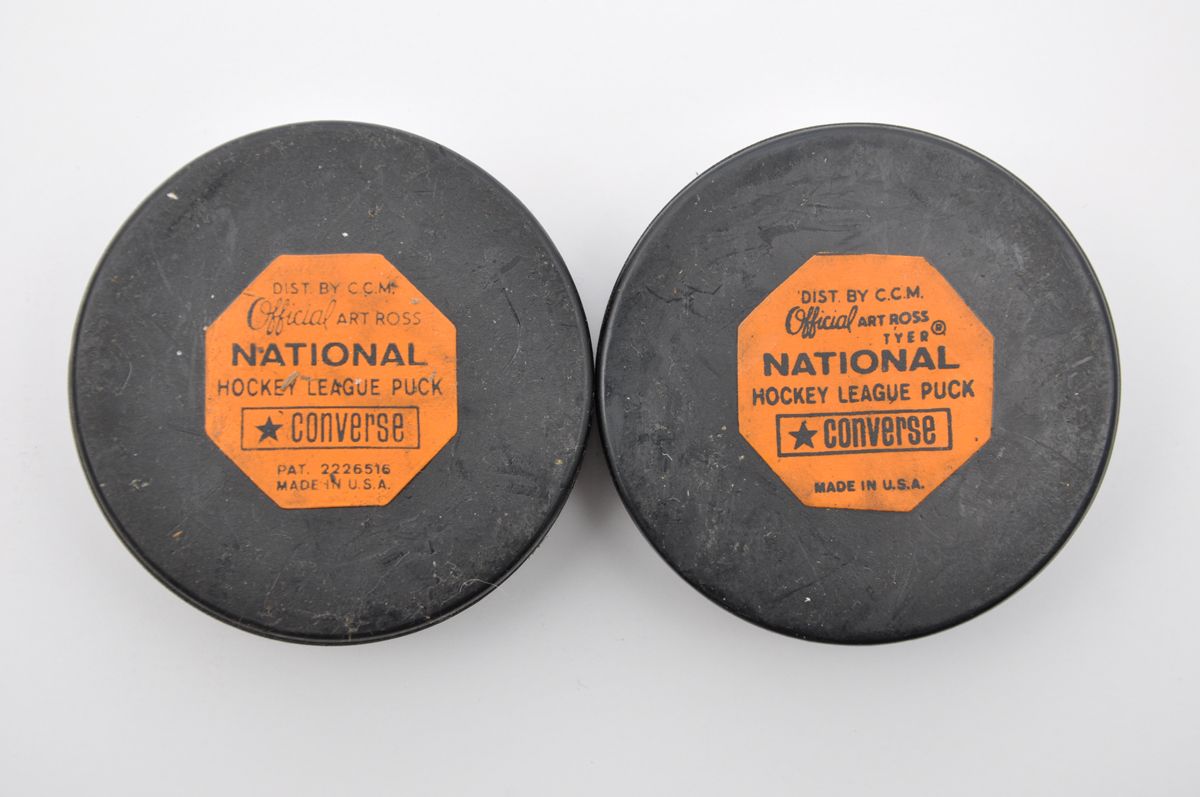 DIST. BY C.C.M.
Official ART ROSS
NATIONAL
HOCKEY LEAGUE PUCK
★ converse
PAT. 2226516
MADE IN U.S.A.
DIST. BY C.C.M.
Official ART ROSS
TYER®
NATIONAL
HOCKEY LEAGUE PUCK
★ converse
MADE IN U.S.A.